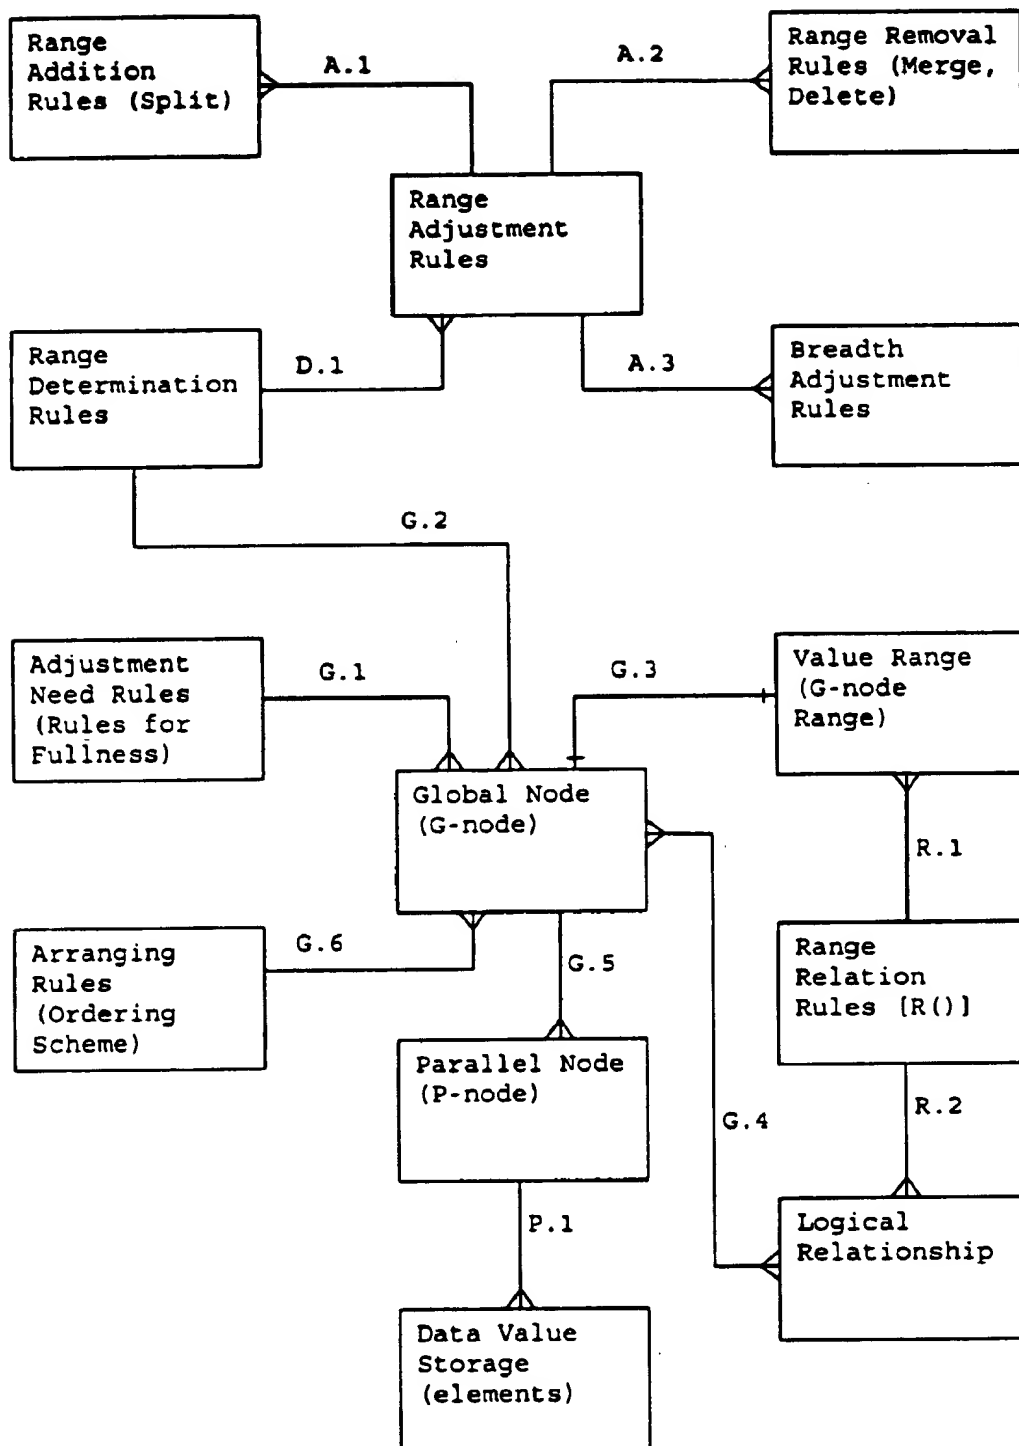 Range
Addition
Rules (Split)
A.1
A.2
Range Removal
Rules (Merge,
Delete)
Range
Adjustment
Rules
Range
Determination
Rules
D.1
A.3
Breadth
Adjustment
Rules
G.2
Adjustment
Need Rules
(Rules for
Fullness)
G.1
G.3
Value Range
(G-node
Range)
Global Node
(G-node)
R.1
Arranging
Rules
(Ordering
Scheme)
G.6
G.5
Range
Relation
Rules [R()]
Parallel Node
(P-node)
G.4
R.2
P.1
Logical
Relationship
Data Value
Storage
(elements)